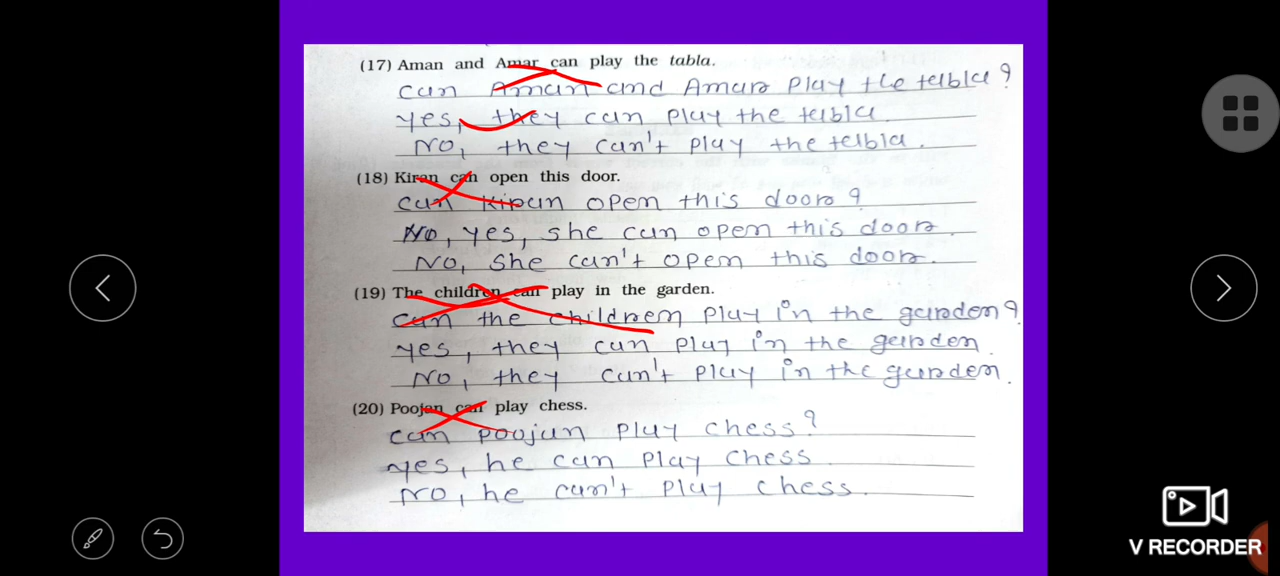 (17) Aman and Amar can play the tabla.
Can Aman and Amar play the tabla?
Yes, they can play the tabla.
No, they can't play the tabla.
(18) Kiran can open this door.
Can Kiran open this door?
No, yes, she can open this door.
No, she can't open this door.
(19) The children can play in the garden.
Can the children play in the garden?
Yes, they can play in the garden.
No, they can't play in the garden.
(20) Poojan can play chess.
Can Poojan play chess?
Yes, he can play chess.
No, he can't play chess.
V RECORDER